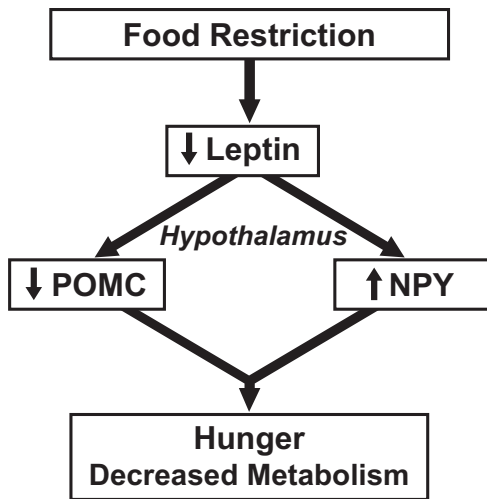 Food Restriction
↓ Leptin
Hypothalamus
↓ POMC
↑ NPY
Hunger
Decreased Metabolism